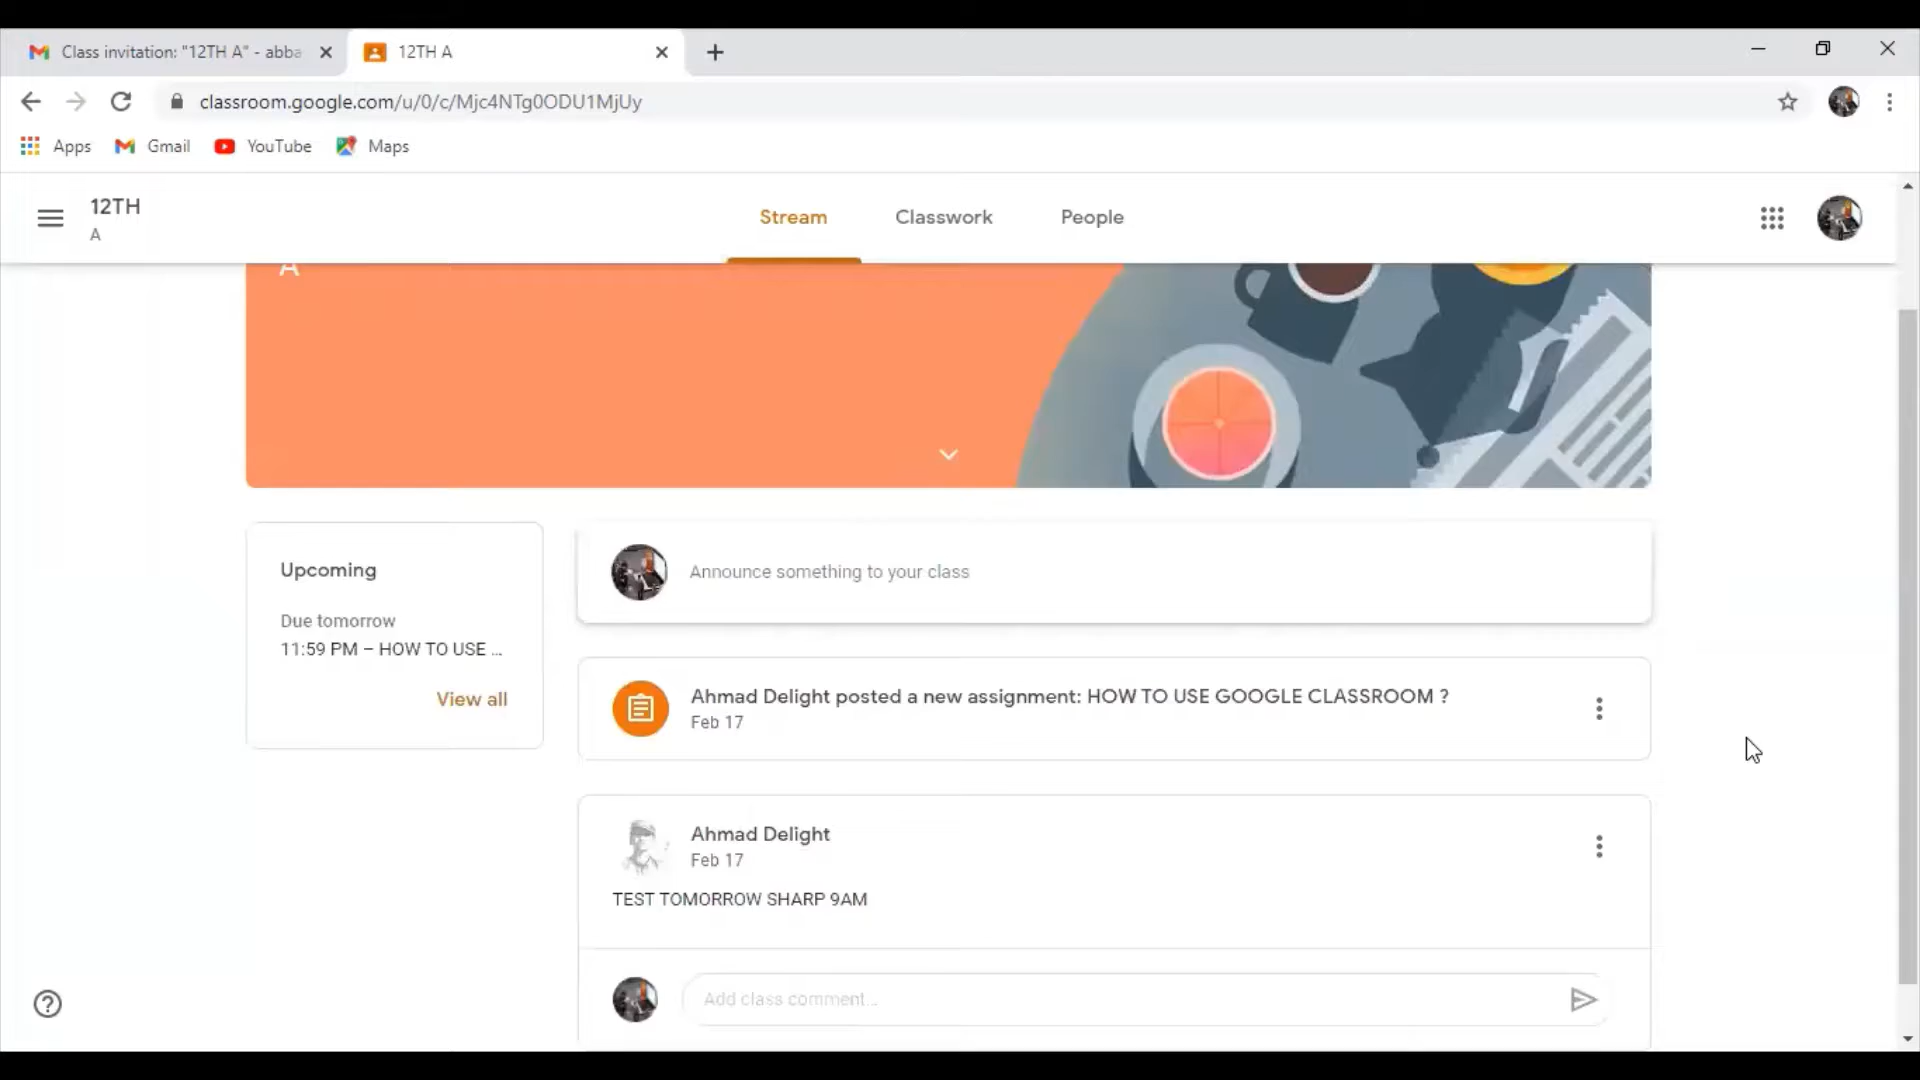 Class invitation: "12TH A" - abba
12TH A
classroom.google.com/u/0/c/Mjc4NTg0ODU1MjUy
Apps
Gmail
YouTube
Maps
12TH
A
Stream
Classwork
People
A
Upcoming
Due tomorrow
11:59 PM – HOW TO USE ...
View all
Announce something to your class
Ahmad Delight posted a new assignment: HOW TO USE GOOGLE CLASSROOM ?
Feb 17
Ahmad Delight
Feb 17
TEST TOMORROW SHARP 9AM
Add class comment...